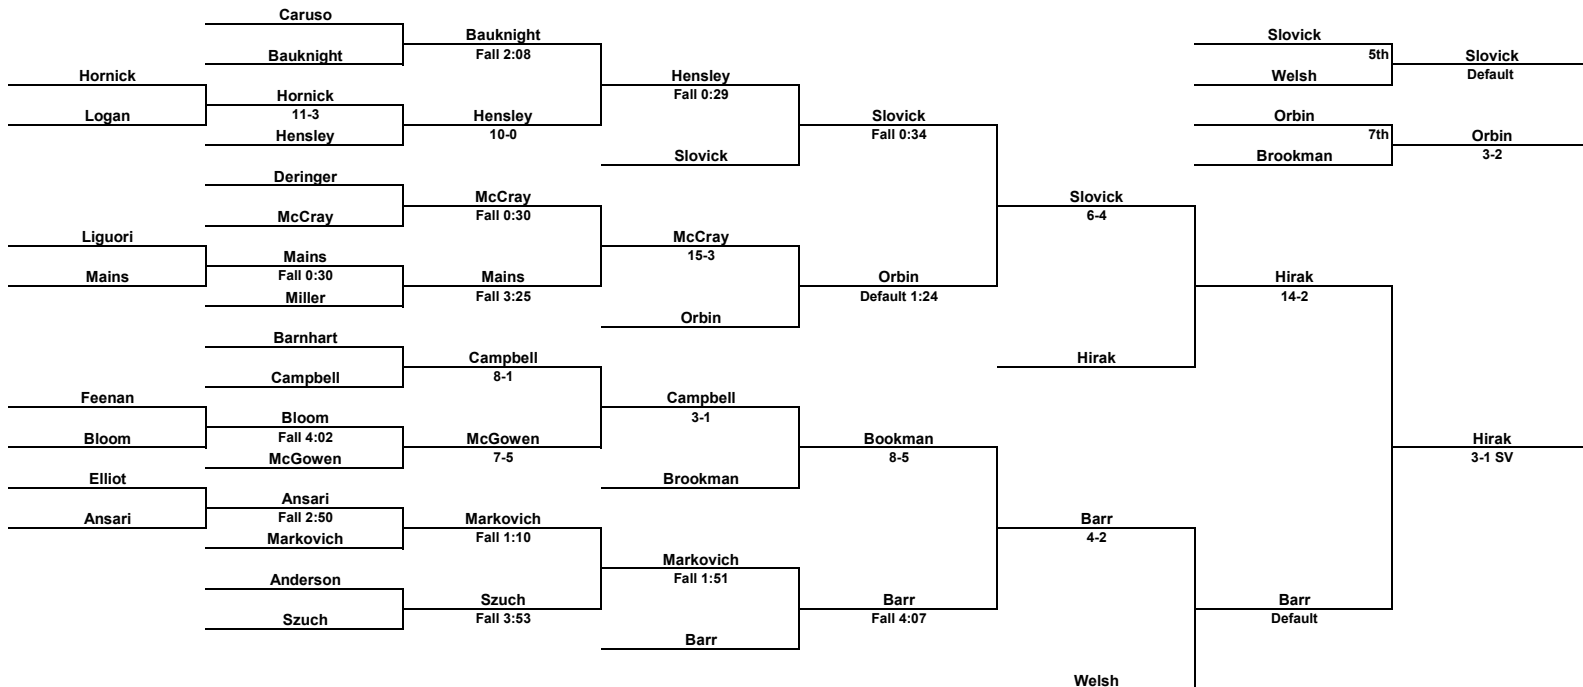 Caruso
Bauknight
Fall 2:08
Bauknight
Slovick
5th
Slovick
Default
Hornick
Hensley
Fall 0:29
Welsh
Hornick
11-3
Logan
Hensley
10-0
Slovick
Fall 0:34
Orbin
7th
Orbin
3-2
Hensley
Slovick
Brookman
Deringer
McCray
Fall 0:30
Slovick
6-4
McCray
Liguori
McCray
15-3
Mains
Fall 0:30
Mains
Mains
Fall 3:25
Orbin
Default 1:24
Hirak
14-2
Miller
Orbin
Barnhart
Campbell
8-1
Hirak
Campbell
Feenan
Campbell
3-1
Bloom
Fall 4:02
Bloom
McGowen
7-5
Bookman
8-5
Hirak
3-1 SV
McGowen
Elliot
Brookman
Ansari
Fall 2:50
Ansari
Markovich
Fall 1:10
Barr
4-2
Markovich
Markovich
Fall 1:51
Anderson
Szuch
Fall 3:53
Barr
Fall 4:07
Barr
Default
Szuch
Barr
Welsh